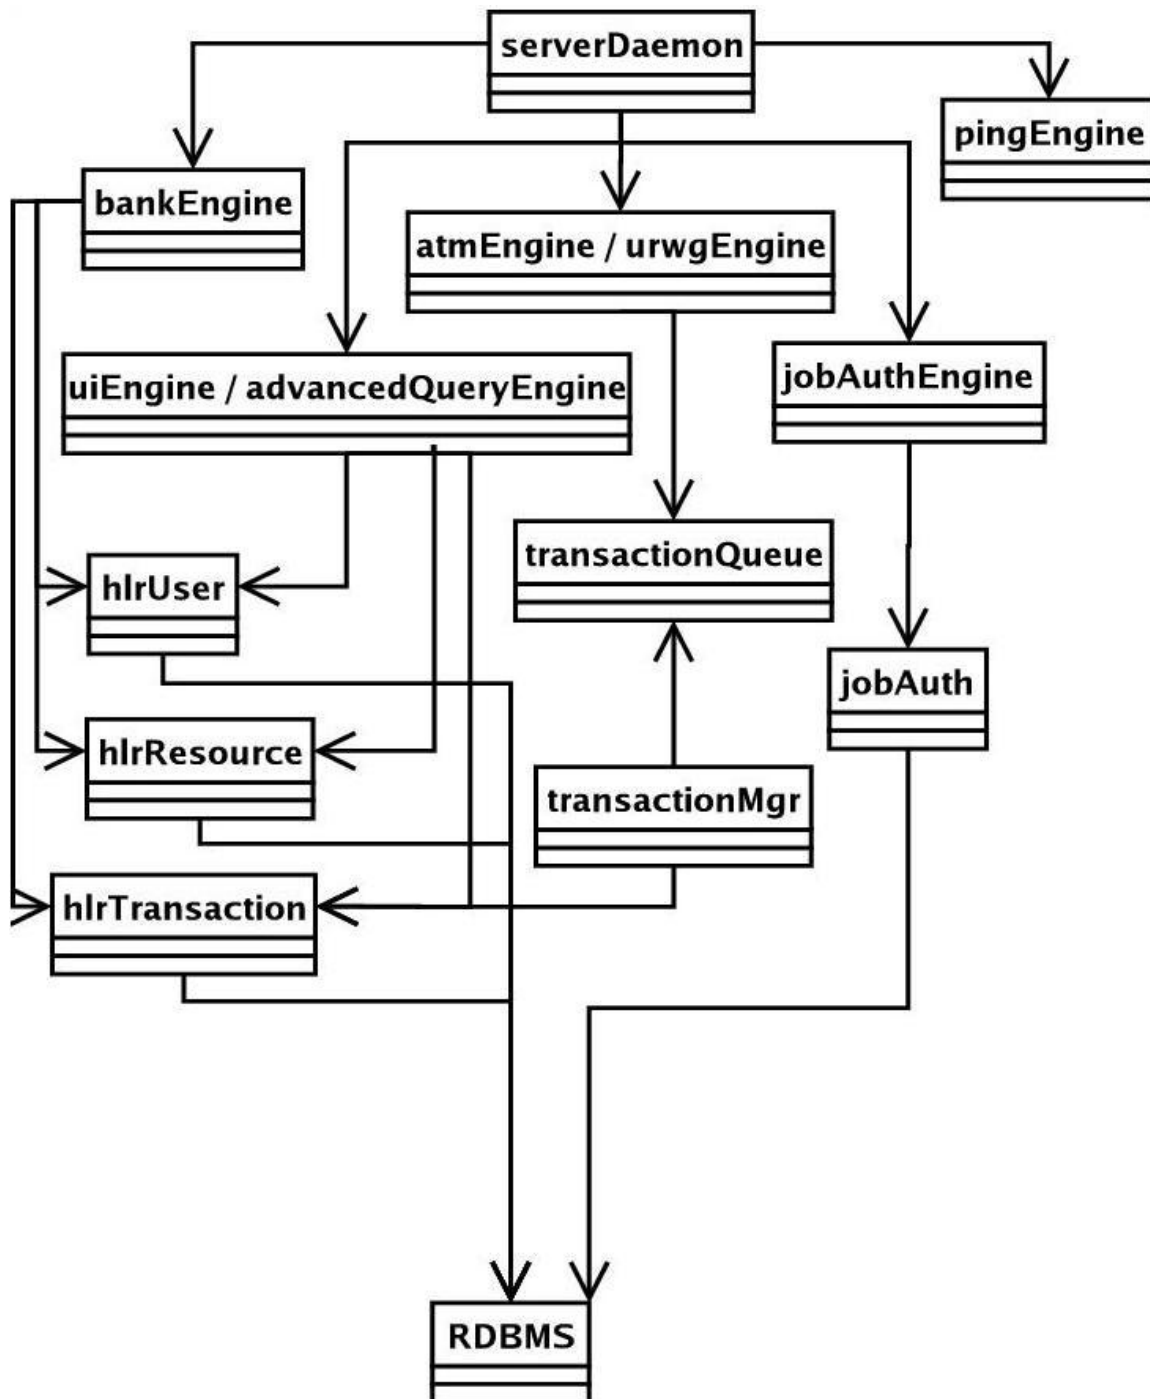 serverDaemon
pingEngine
bankEngine
atmEngine / urwgEngine
uiEngine / advancedQueryEngine
jobAuthEngine
transactionQueue
hlrUser
jobAuth
hlrResource
transactionMgr
hlrTransaction
RDBMS